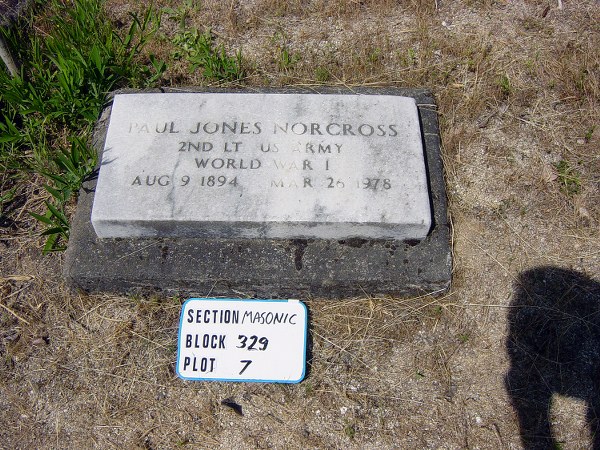 PAUL JONES NORCROSS
2ND LT US ARMY
WORLD WAR I
AUG 9 1894 MAR 26 1978
SECTION MASONIC
BLOCK 329
PLOT 7